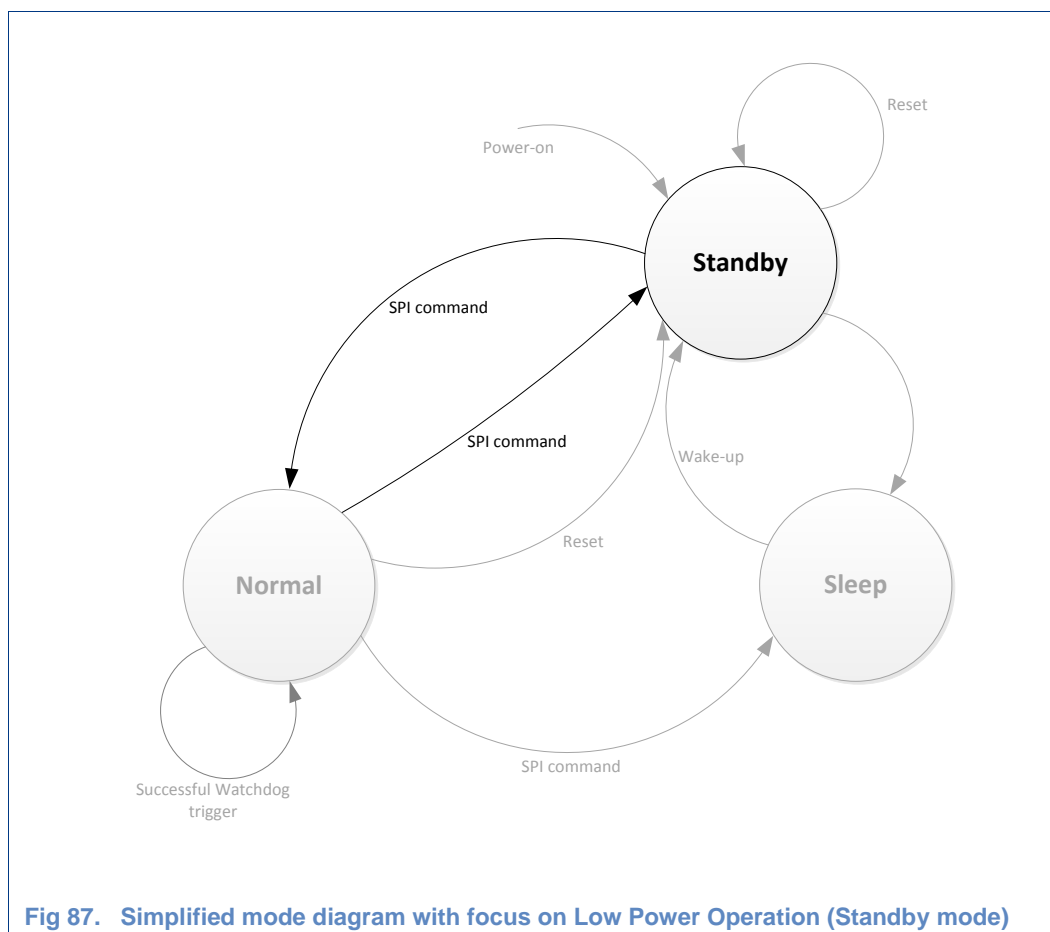 Reset
Power-on
Standby
SPI command
SPI command
Wake-up
Reset
Normal
Sleep
SPI command
Successful Watchdog
trigger
Fig 87. Simplified mode diagram with focus on Low Power Operation (Standby mode)